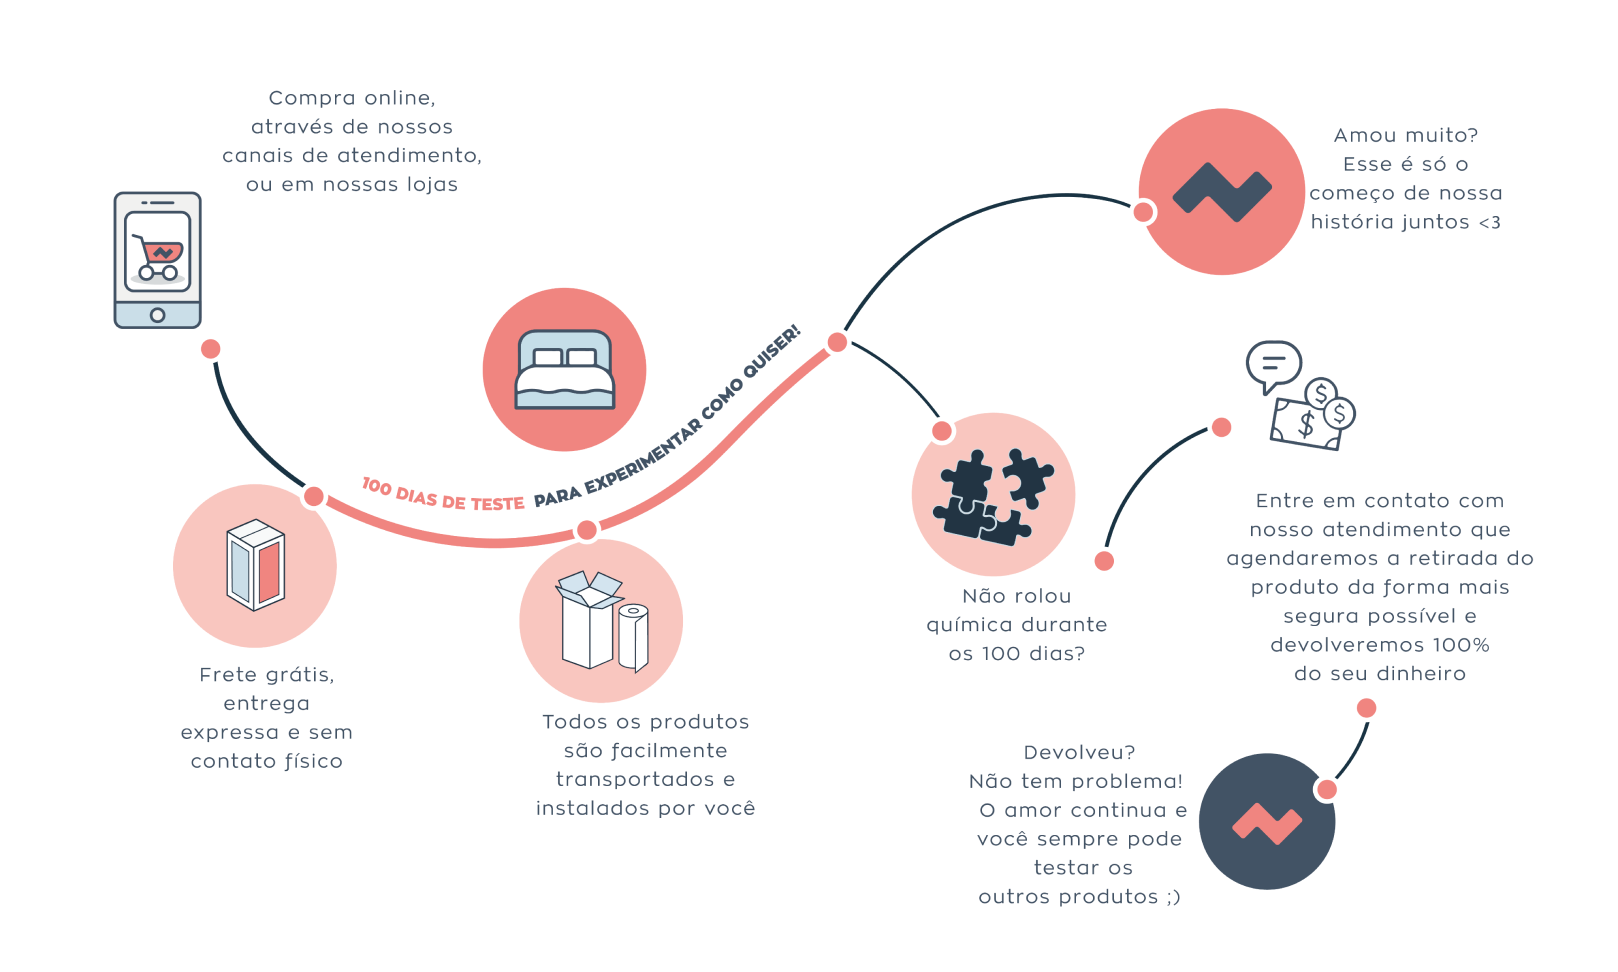 Compra online,
através de nossos
canais de atendimento,
ou em nossas lojas
Frete grátis,
entrega
expressa e sem
contato físico
100 DIAS DE TESTE PARA EXPERIMENTAR COMO QUISER!
Todos os produtos
são facilmente
transportados e
instalados por você
Amou muito?
Esse é só o
começo de nossa
história juntos <3
Não rolou
química durante
os 100 dias?
$
$
$
Entre em contato com
nosso atendimento que
agendaremos a retirada do
produto da forma mais
segura possível e
devolveremos 100%
do seu dinheiro
Devolveu?
Não tem problema!
O amor continua e
você sempre pode
testar os
outros produtos ;)